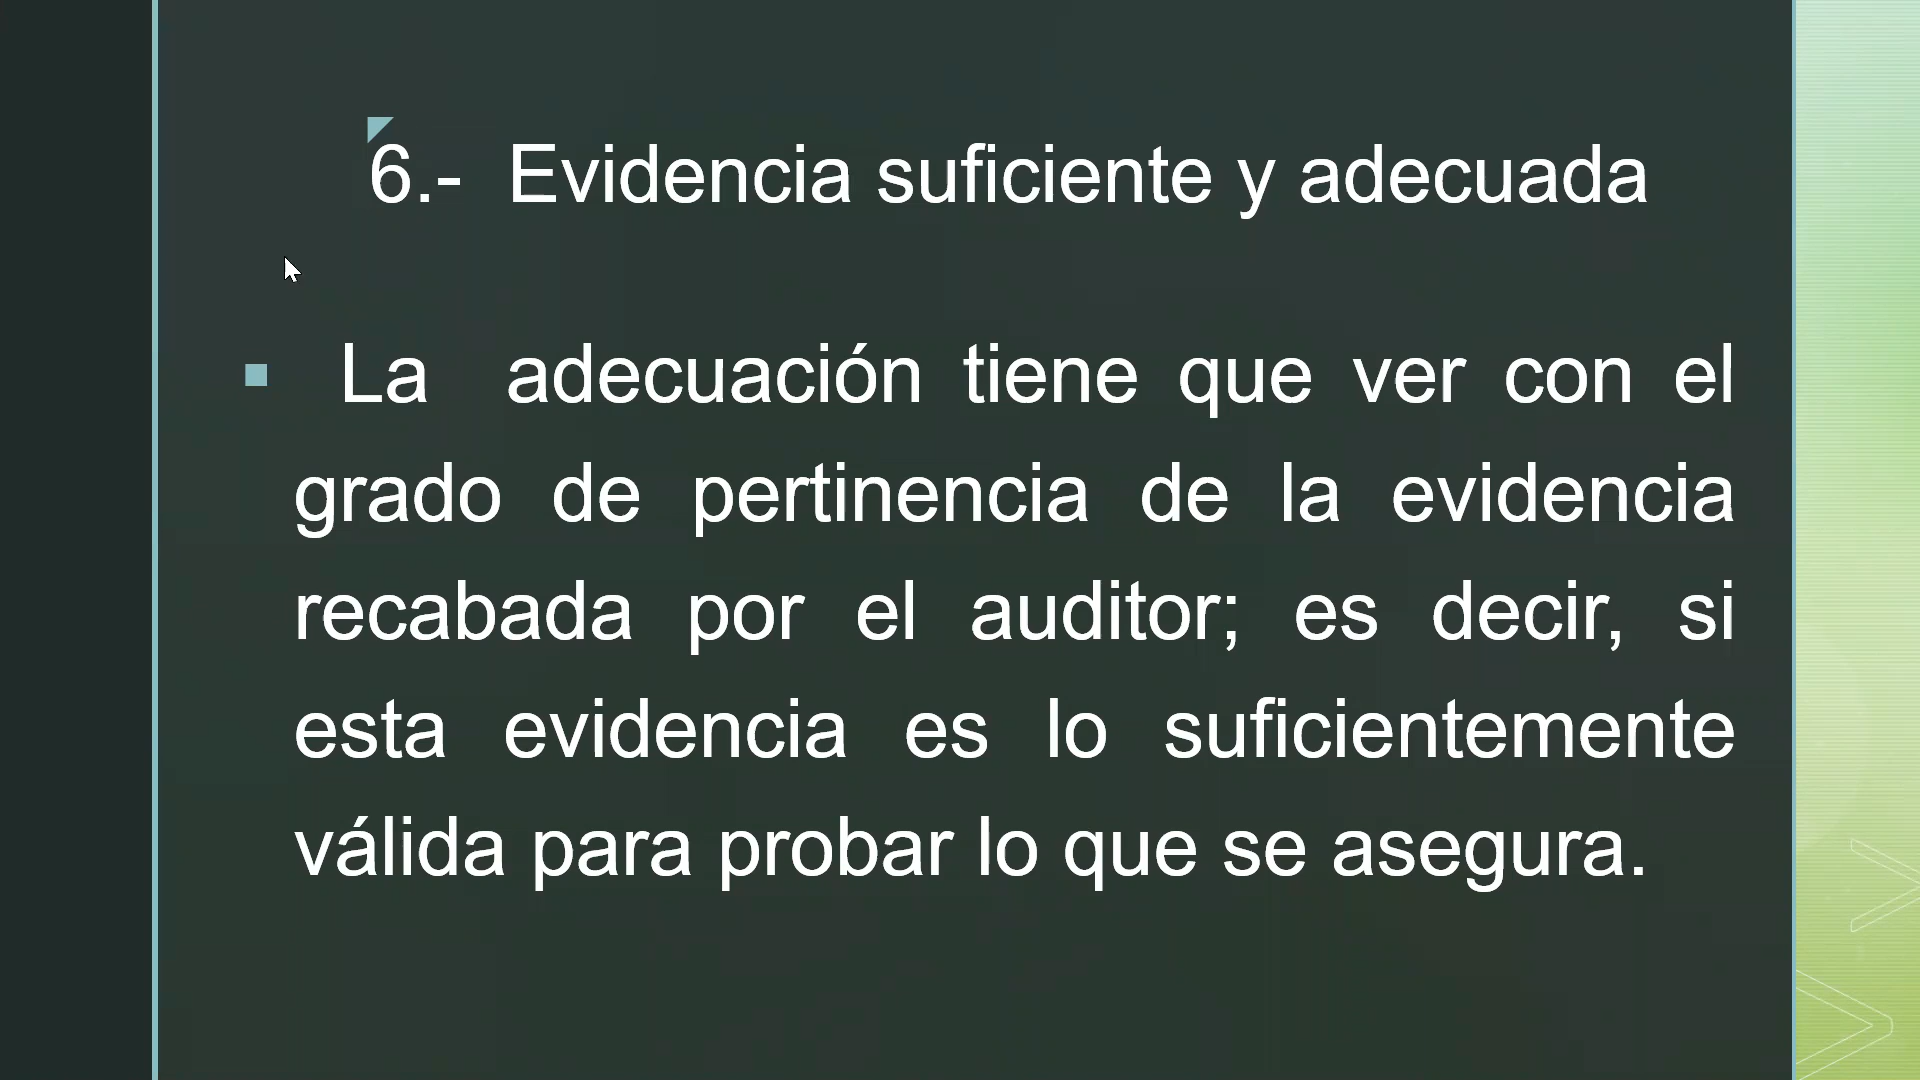 6.- Evidencia suficiente y adecuada
La adecuación tiene que ver con el
grado de pertinencia de la evidencia
recabada por el auditor; es decir, si
esta evidencia es lo suficientemente
válida para probar lo que se asegura.